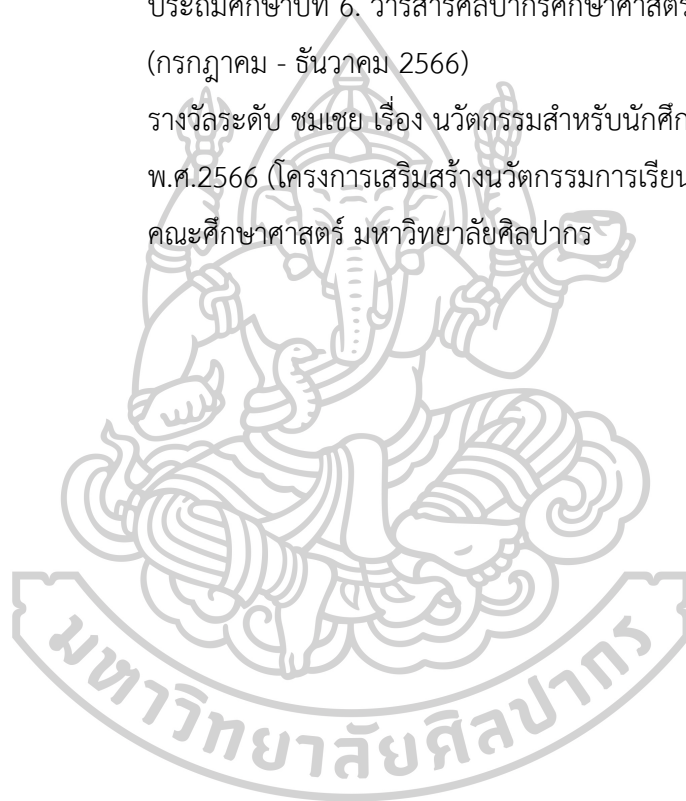 ประถมศึกษาปีที่ 6. วารสารศิลปากรศึกษาศาสตร์
(กรกฎาคม - ธันวาคม 2566)
รางวัลระดับ ชมเชย เรื่อง นวัตกรรมสำหรับนักศึก
พ.ศ.2566 (โครงการเสริมสร้างนวัตกรรมการเรียน
คณะศึกษาศาสตร์ มหาวิทยาลัยศิลปากร
มหาวิทยาลัยศิลปากร